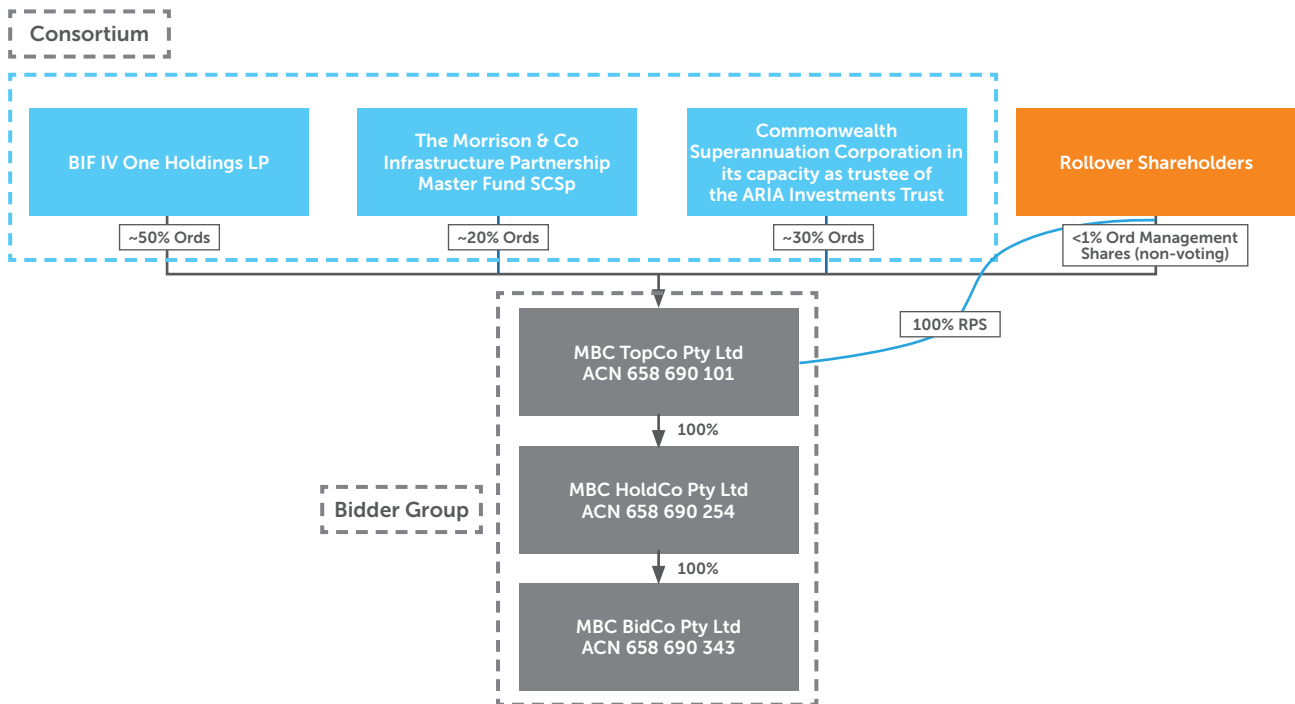 Consortium
BIF IV One Holdings LP
The Morrison & Co
Infrastructure Partnership
Master Fund SCSp
Commonwealth
Superannuation Corporation in
its capacity as trustee of
the ARIA Investments Trust
Rollover Shareholders
~50% Ords
~20% Ords
~30% Ords
<1% Ord Management
Shares (non-voting)
100% RPS
MBC TopCo Pty Ltd
ACN 658 690 101
100%
MBC HoldCo Pty Ltd
ACN 658 690 254
Bidder Group
100%
MBC BidCo Pty Ltd
ACN 658 690 343